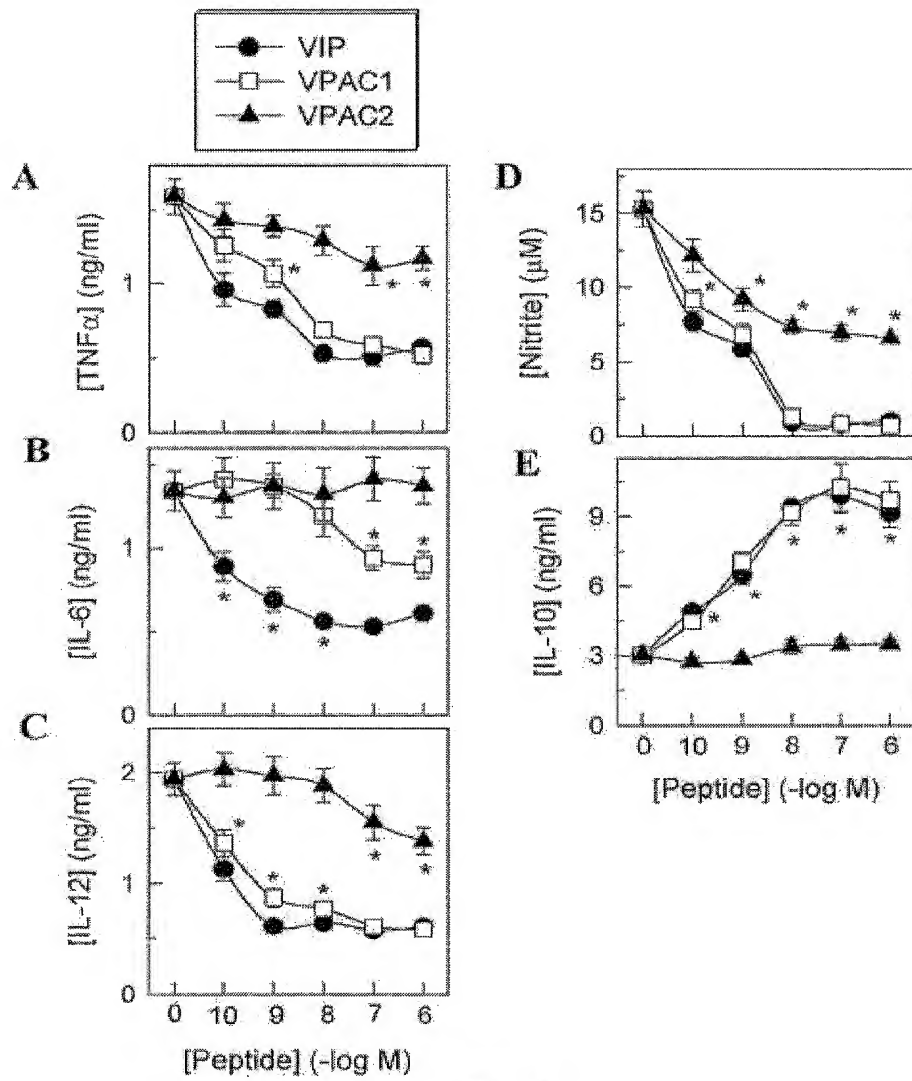 VIP
VPAC1
VPAC2
A
[TNFα] (ng/ml)
1
0
*
*
*
B
[IL-6] (ng/ml)
1
0
*
*
*
*
*
C
[IL-12] (ng/ml)
2
1
0
*
*
*
*
*
0 10 9 8 7 6
[Peptide] (-log M)
D
[Nitrite] (µM)
15
10
5
0
*
*
*
*
*
E
[IL-10] (ng/ml)
9
6
3
0
*
*
*
*
*
0 10 9 8 7 6
[Peptide] (-log M)